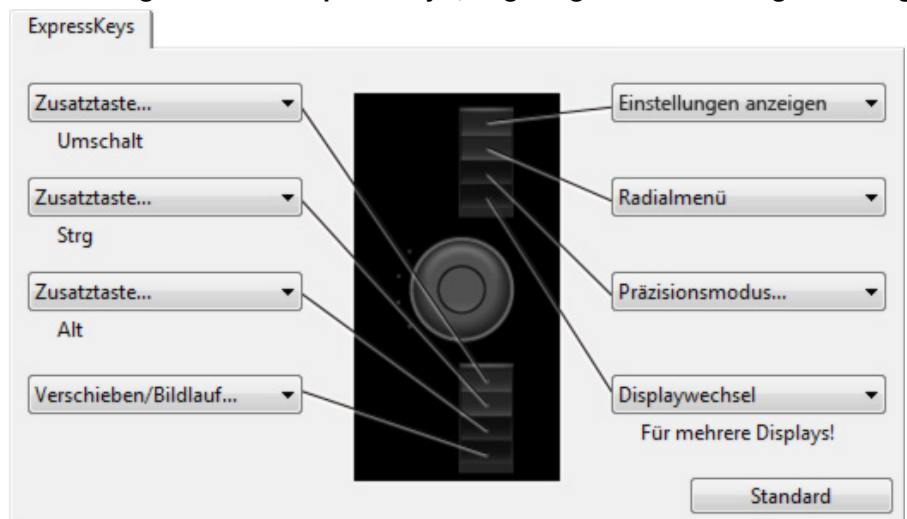 ExpressKeys
Zusatztaste...
Umschalt
Zusatztaste...
Strg
Zusatztaste...
Alt
Verschieben/Bildlauf...
Einstellungen anzeigen
Radialmenü
Präzisionsmodus...
Displaywechsel
Für mehrere Displays!
Standard